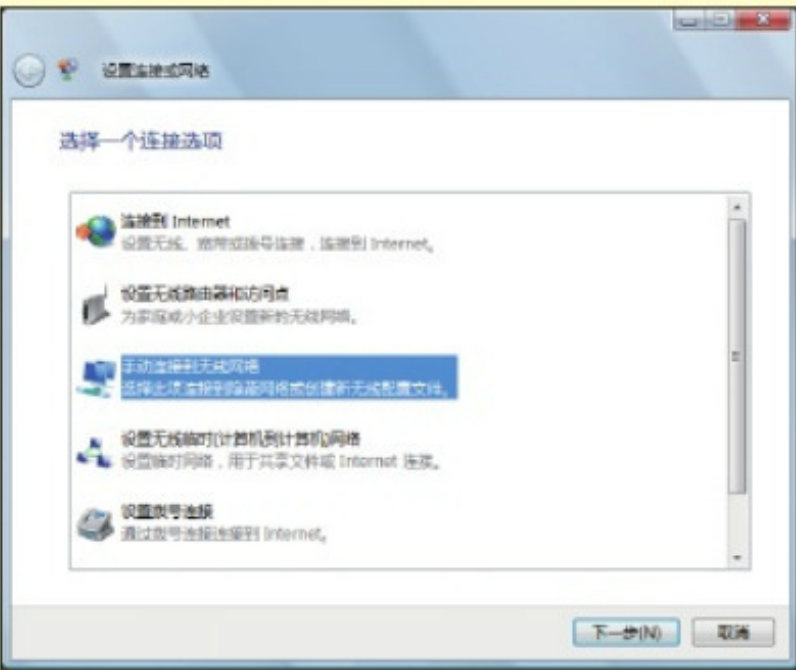 设置连接或网络
选择一个连接选项
连接到 Internet
设置无线、宽带或拨号连接，连接到 Internet。
设置无线路由器和访问点
为家庭或小企业设置新的无线网络。
手动连接到无线网络
选择此项连接到隐蔽网络或创建新无线配置文件。
设置无线临时(计算机到计算机)网络
设置临时网络，用于共享文件或 Internet 连接。
设置拨号连接
通过拨号连接连接到 Internet。
下一步(N)
取消